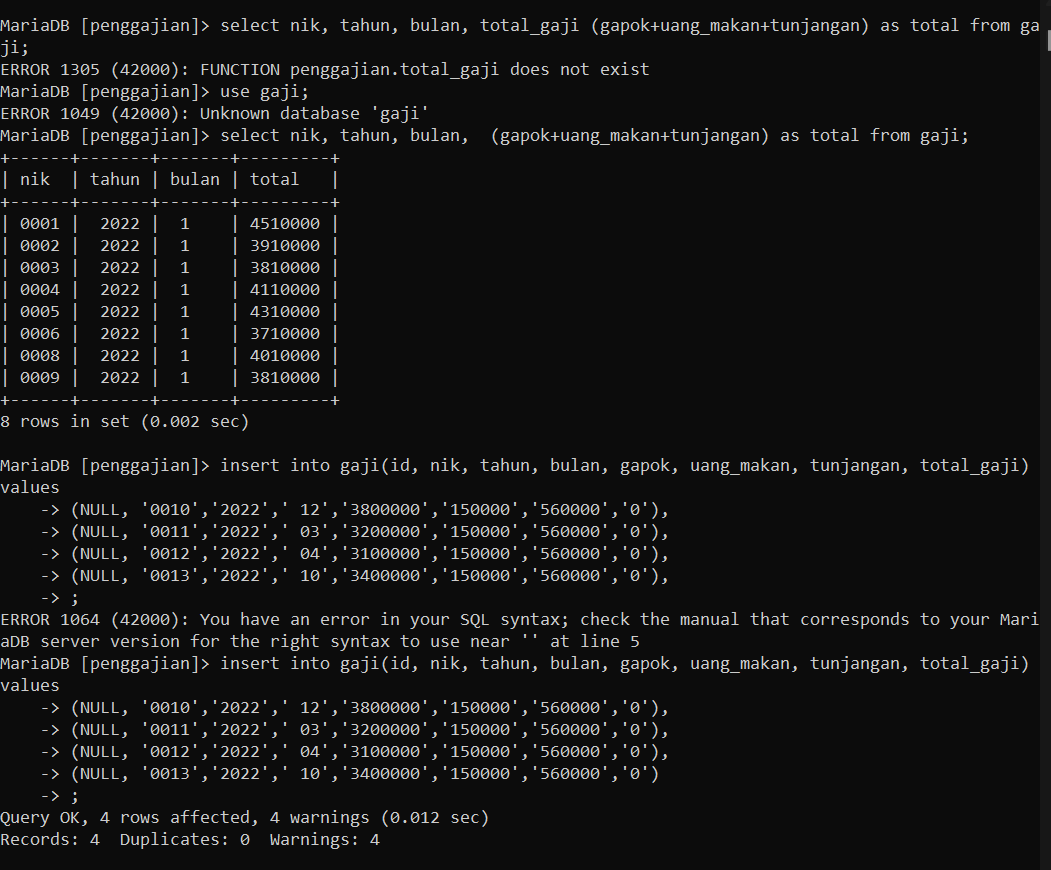 MariaDB [penggajian]> select nik, tahun, bulan, total_gaji (gapok+uang_makan+tunjangan) as total from ga
ji;
ERROR 1305 (42000): FUNCTION penggajian.total_gaji does not exist
MariaDB [penggajian]> use gaji;
ERROR 1049 (42000): Unknown database 'gaji'
MariaDB [penggajian]> select nik, tahun, bulan,  (gapok+uang_makan+tunjangan) as total from gaji;
+------+-------+-------+---------+
| nik  | tahun | bulan | total   |
+------+-------+-------+---------+
| 0001 |  2022 |  1    | 4510000 |
| 0002 |  2022 |  1    | 3910000 |
| 0003 |  2022 |  1    | 3810000 |
| 0004 |  2022 |  1    | 4110000 |
| 0005 |  2022 |  1    | 4310000 |
| 0006 |  2022 |  1    | 3710000 |
| 0008 |  2022 |  1    | 4010000 |
| 0009 |  2022 |  1    | 3810000 |
+------+-------+-------+---------+
8 rows in set (0.002 sec)

MariaDB [penggajian]> insert into gaji(id, nik, tahun, bulan, gapok, uang_makan, tunjangan, total_gaji)
values
    -> (NULL, '0010','2022',' 12','3800000','150000','560000','0'),
    -> (NULL, '0011','2022',' 03','3200000','150000','560000','0'),
    -> (NULL, '0012','2022',' 04','3100000','150000','560000','0'),
    -> (NULL, '0013','2022',' 10','3400000','150000','560000','0'),
    -> ;
ERROR 1064 (42000): You have an error in your SQL syntax; check the manual that corresponds to your Mari
aDB server version for the right syntax to use near '' at line 5
MariaDB [penggajian]> insert into gaji(id, nik, tahun, bulan, gapok, uang_makan, tunjangan, total_gaji)
values
    -> (NULL, '0010','2022',' 12','3800000','150000','560000','0'),
    -> (NULL, '0011','2022',' 03','3200000','150000','560000','0'),
    -> (NULL, '0012','2022',' 04','3100000','150000','560000','0'),
    -> (NULL, '0013','2022',' 10','3400000','150000','560000','0')
    -> ;
Query OK, 4 rows affected, 4 warnings (0.012 sec)
Records: 4  Duplicates: 0  Warnings: 4